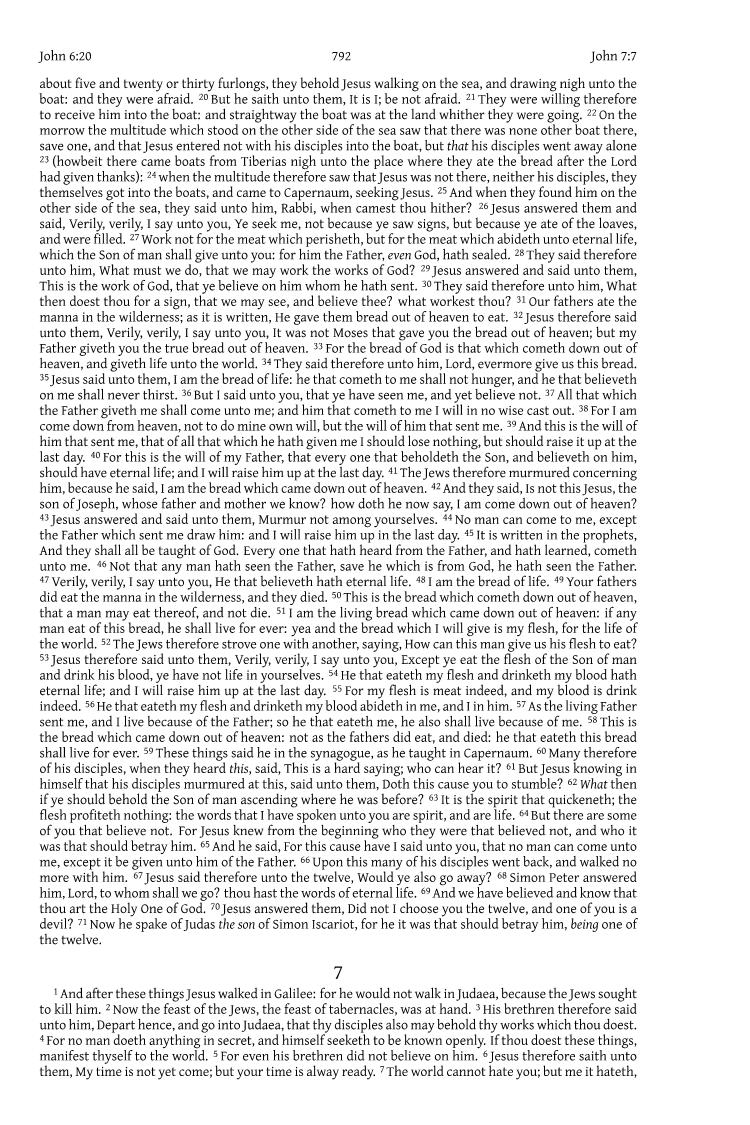 John 6:20 792 John 7:7
about five and twenty or thirty furlongs, they behold Jesus walking on the sea, and drawing nigh unto the
boat: and they were afraid. 20 But he saith unto them, It is I; be not afraid. 21 They were willing therefore
to receive him into the boat: and straightway the boat was at the land whither they were going. 22 On the
morrow the multitude which stood on the other side of the sea saw that there was none other boat there,
save one, and that Jesus entered not with his disciples into the boat, but that his disciples went away alone
23 (howbeit there came boats from Tiberias nigh unto the place where they ate the bread after the Lord
had given thanks): 24 when the multitude therefore saw that Jesus was not there, neither his disciples, they
themselves got into the boats, and came to Capernaum, seeking Jesus. 25 And when they found him on the
other side of the sea, they said unto him, Rabbi, when camest thou hither? 26 Jesus answered them and
said, Verily, verily, I say unto you, Ye seek me, not because ye saw signs, but because ye ate of the loaves,
and were filled. 27 Work not for the meat which perisheth, but for the meat which abideth unto eternal life,
which the Son of man shall give unto you: for him the Father, even God, hath sealed. 28 They said therefore
unto him, What must we do, that we may work the works of God? 29 Jesus answered and said unto them,
This is the work of God, that ye believe on him whom he hath sent. 30 They said therefore unto him, What
then doest thou for a sign, that we may see, and believe thee? what workest thou? 31 Our fathers ate the
manna in the wilderness; as it is written, He gave them bread out of heaven to eat. 32 Jesus therefore said
unto them, Verily, verily, I say unto you, It was not Moses that gave you the bread out of heaven; but my
Father giveth you the true bread out of heaven. 33 For the bread of God is that which cometh down out of
heaven, and giveth life unto the world. 34 They said therefore unto him, Lord, evermore give us this bread.
35 Jesus said unto them, I am the bread of life: he that cometh to me shall not hunger, and he that believeth
on me shall never thirst. 36 But I said unto you, that ye have seen me, and yet believe not. 37 All that which
the Father giveth me shall come unto me; and him that cometh to me I will in no wise cast out. 38 For I am
come down from heaven, not to do mine own will, but the will of him that sent me. 39 And this is the will of
him that sent me, that of all that which he hath given me I should lose nothing, but should raise it up at the
last day. 40 For this is the will of my Father, that every one that beholdeth the Son, and believeth on him,
should have eternal life; and I will raise him up at the last day. 41 The Jews therefore murmured concerning
him, because he said, I am the bread which came down out of heaven. 42 And they said, Is not this Jesus, the
son of Joseph, whose father and mother we know? how doth he now say, I am come down out of heaven?
43 Jesus answered and said unto them, Murmur not among yourselves. 44 No man can come to me, except
the Father which sent me draw him: and I will raise him up in the last day. 45 It is written in the prophets,
And they shall all be taught of God. Every one that hath heard from the Father, and hath learned, cometh
unto me. 46 Not that any man hath seen the Father, save he which is from God, he hath seen the Father.
47 Verily, verily, I say unto you, He that believeth hath eternal life. 48 I am the bread of life. 49 Your fathers
did eat the manna in the wilderness, and they died. 50 This is the bread which cometh down out of heaven,
that a man may eat thereof, and not die. 51 I am the living bread which came down out of heaven: if any
man eat of this bread, he shall live for ever: yea and the bread which I will give is my flesh, for the life of
the world. 52 The Jews therefore strove one with another, saying, How can this man give us his flesh to eat?
53 Jesus therefore said unto them, Verily, verily, I say unto you, Except ye eat the flesh of the Son of man
and drink his blood, ye have not life in yourselves. 54 He that eateth my flesh and drinketh my blood hath
eternal life; and I will raise him up at the last day. 55 For my flesh is meat indeed, and my blood is drink
indeed. 56 He that eateth my flesh and drinketh my blood abideth in me, and I in him. 57 As the living Father
sent me, and I live because of the Father; so he that eateth me, he also shall live because of me. 58 This is
the bread which came down out of heaven: not as the fathers did eat, and died: he that eateth this bread
shall live for ever. 59 These things said he in the synagogue, as he taught in Capernaum. 60 Many therefore
of his disciples, when they heard this, said, This is a hard saying; who can hear it? 61 But Jesus knowing in
himself that his disciples murmured at this, said unto them, Doth this cause you to stumble? 62 What then
if ye should behold the Son of man ascending where he was before? 63 It is the spirit that quickeneth; the
flesh profiteth nothing: the words that I have spoken unto you are spirit, and are life. 64 But there are some
of you that believe not. For Jesus knew from the beginning who they were that believed not, and who it
was that should betray him. 65 And he said, For this cause have I said unto you, that no man can come unto
me, except it be given unto him of the Father. 66 Upon this many of his disciples went back, and walked no
more with him. 67 Jesus said therefore unto the twelve, Would ye also go away? 68 Simon Peter answered
him, Lord, to whom shall we go? thou hast the words of eternal life. 69 And we have believed and know that
thou art the Holy One of God. 70 Jesus answered them, Did not I choose you the twelve, and one of you is a
devil? 71 Now he spake of Judas the son of Simon Iscariot, for he it was that should betray him, being one of
the twelve.
7
1 And after these things Jesus walked in Galilee: for he would not walk in Judaea, because the Jews sought
to kill him. 2 Now the feast of the Jews, the feast of tabernacles, was at hand. 3 His brethren therefore said
unto him, Depart hence, and go into Judaea, that thy disciples also may behold thy works which thou doest.
4 For no man doeth anything in secret, and himself seeketh to be known openly. If thou doest these things,
manifest thyself to the world. 5 For even his brethren did not believe on him. 6 Jesus therefore saith unto
them, My time is not yet come; but your time is alway ready. 7 The world cannot hate you; but me it hateth,